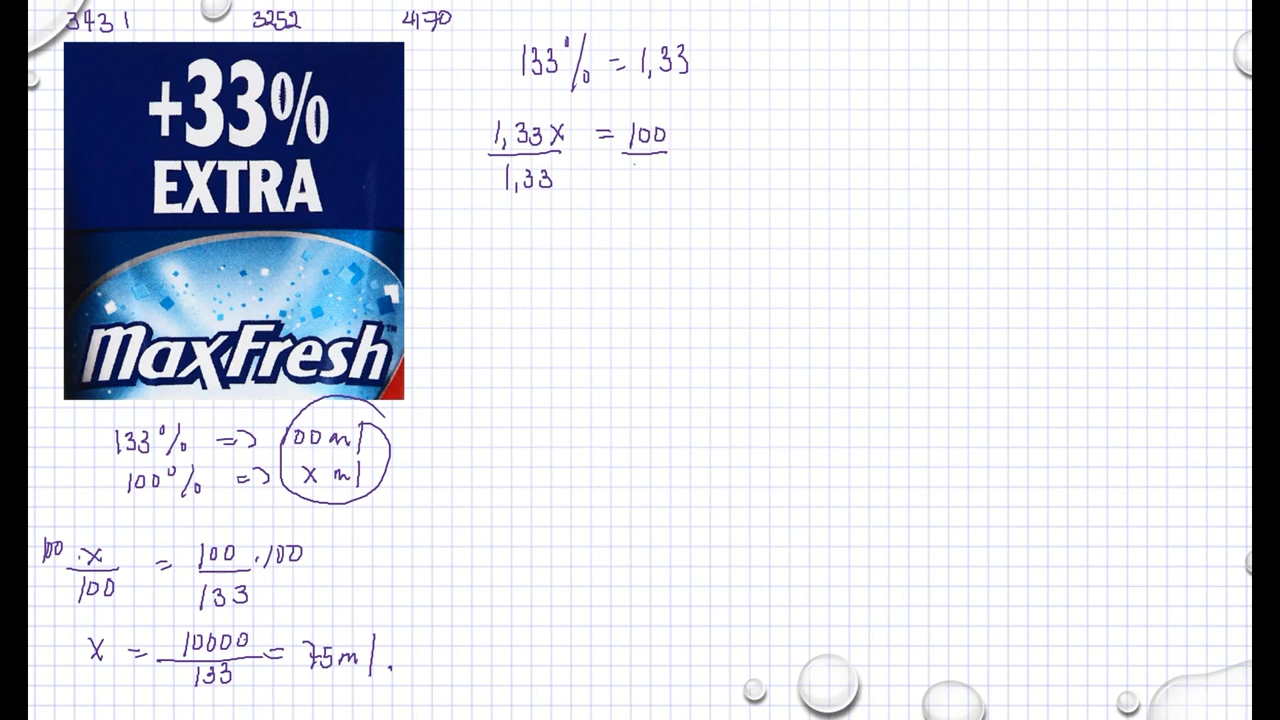 3431 3252 4170
+33%
EXTRA
MaxFresh™
133% => 100 ml
100% => x ml
100 · x / 100 = 100 / 133 · 100
x = 10000 / 133 = 75 ml.
133% = 1,33
1,33x / 1,33 = 100